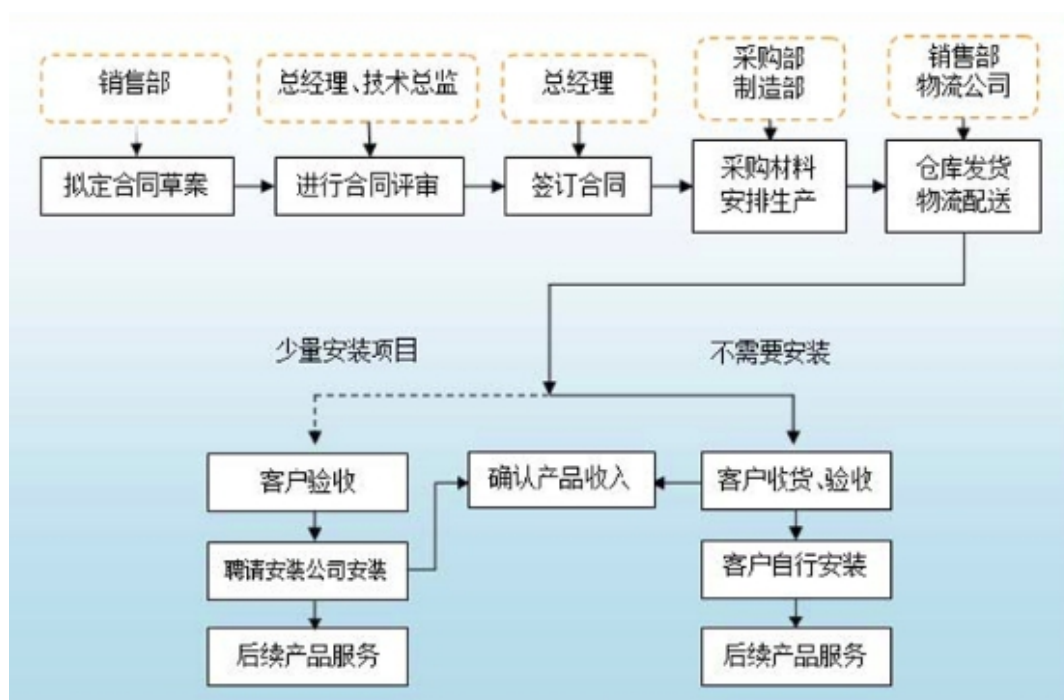 销售部
总经理、技术总监
总经理
采购部
制造部
销售部
物流公司
拟定合同草案
进行合同评审
签订合同
采购材料
安排生产
仓库发货
物流配送
少量安装项目
不需要安装
客户验收
确认产品收入
客户收货、验收
聘请安装公司安装
客户自行安装
后续产品服务
后续产品服务